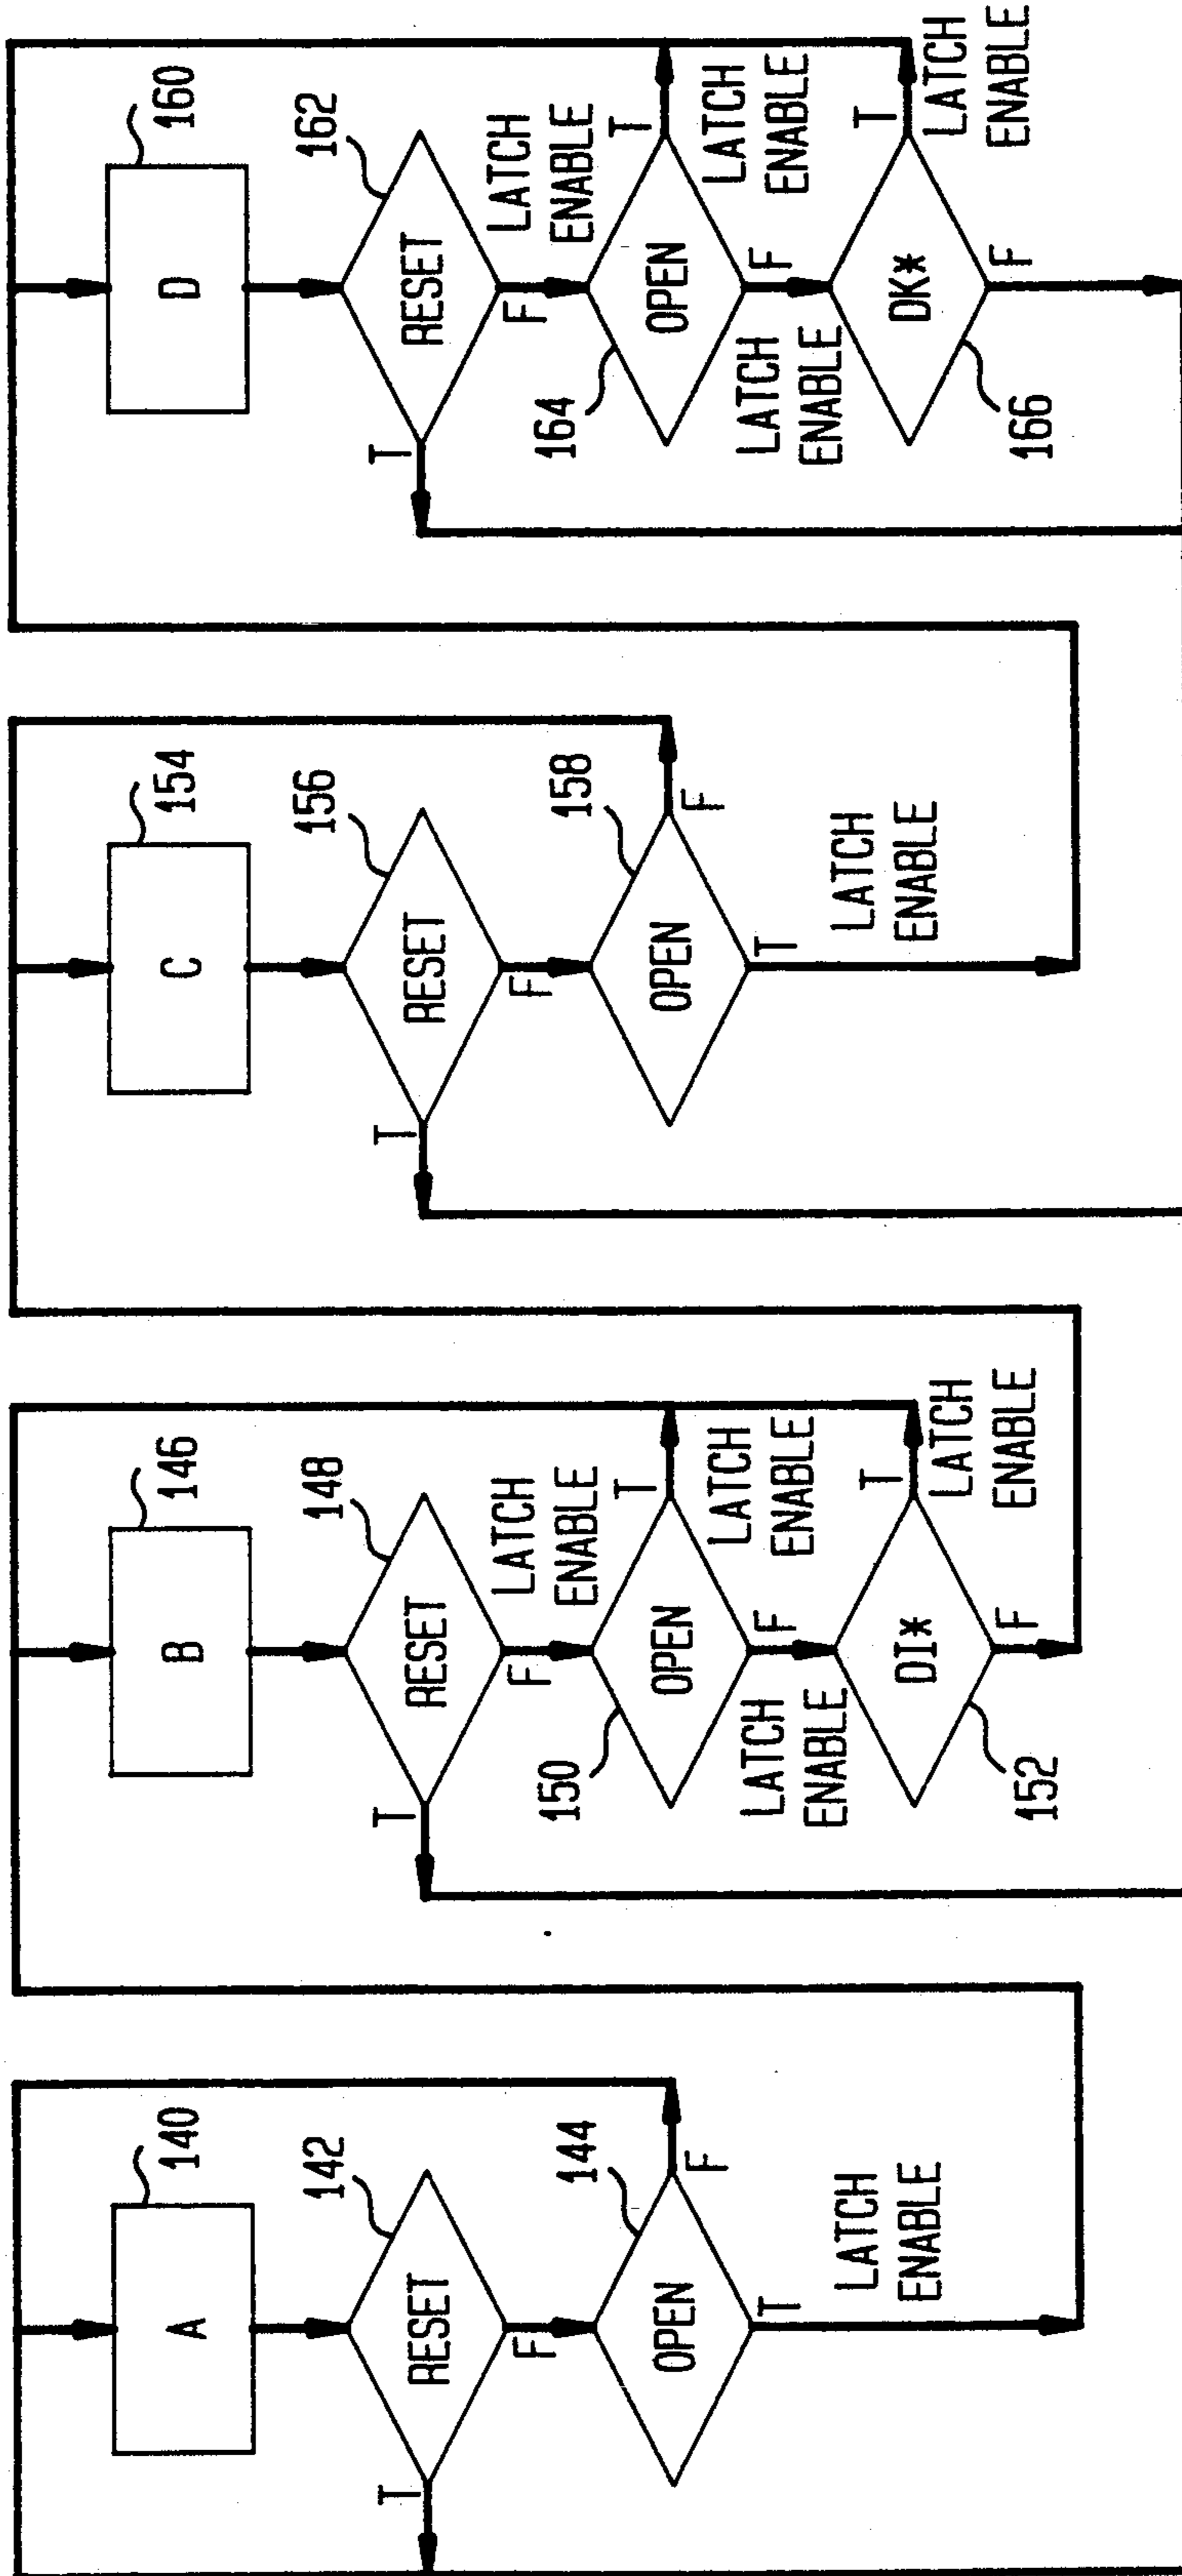 A
140
RESET
142
T
F
OPEN
144
F
T
LATCH
ENABLE
B
146
RESET
148
T
F
LATCH
ENABLE
OPEN
150
T
LATCH
ENABLE
F
LATCH
ENABLE
DI*
152
T
LATCH
ENABLE
F
C
154
RESET
156
T
F
OPEN
158
F
T
LATCH
ENABLE
D
160
RESET
162
T
F
LATCH
ENABLE
OPEN
164
T
LATCH
ENABLE
F
LATCH
ENABLE
DK*
166
T
LATCH
ENABLE
F